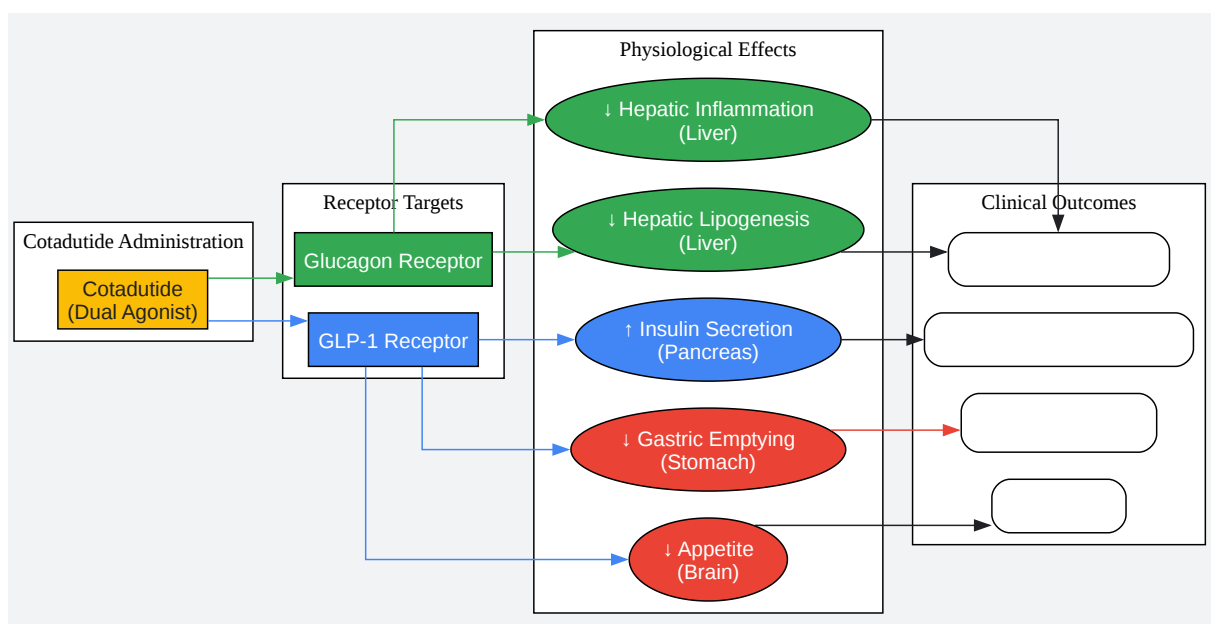 Cotadutide Administration
Cotadutide
(Dual Agonist)
Receptor Targets
Glucagon Receptor
GLP-1 Receptor
Physiological Effects
↓ Hepatic Inflammation
(Liver)
↓ Hepatic Lipogenesis
(Liver)
↑ Insulin Secretion
(Pancreas)
↓ Gastric Emptying
(Stomach)
↓ Appetite
(Brain)
Clinical Outcomes